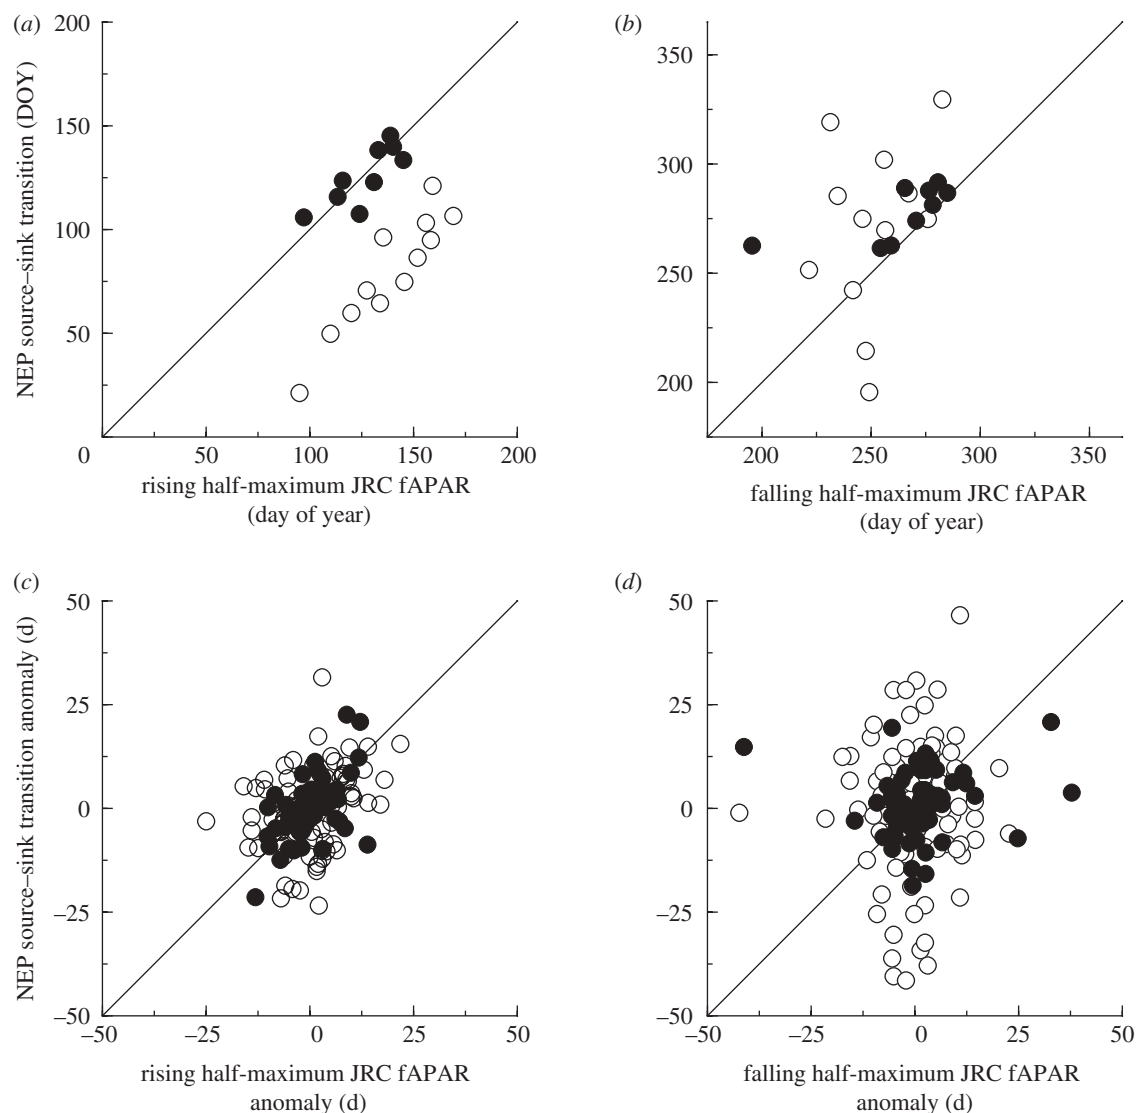 (a)
200
150
100
50
0
50
100
150
200
NEP source–sink transition (DOY)
rising half-maximum JRC fAPAR
(day of year)
(b)
350
300
250
200
200
250
300
350
falling half-maximum JRC fAPAR
(day of year)
(c)
50
25
0
–25
–50
–50
–25
0
25
50
NEP source–sink transition anomaly (d)
rising half-maximum JRC fAPAR
anomaly (d)
(d)
50
25
0
–25
–50
–50
–25
0
25
50
falling half-maximum JRC fAPAR
anomaly (d)